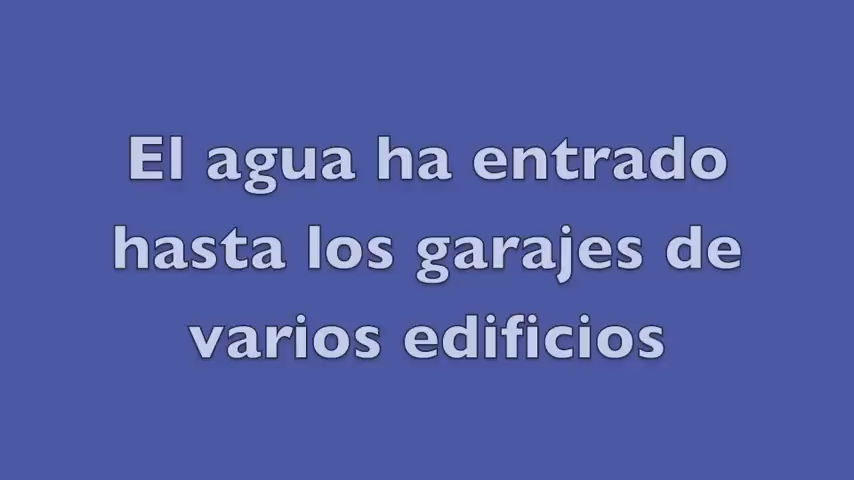 El agua ha entrado
hasta los garajes de
varios edificios